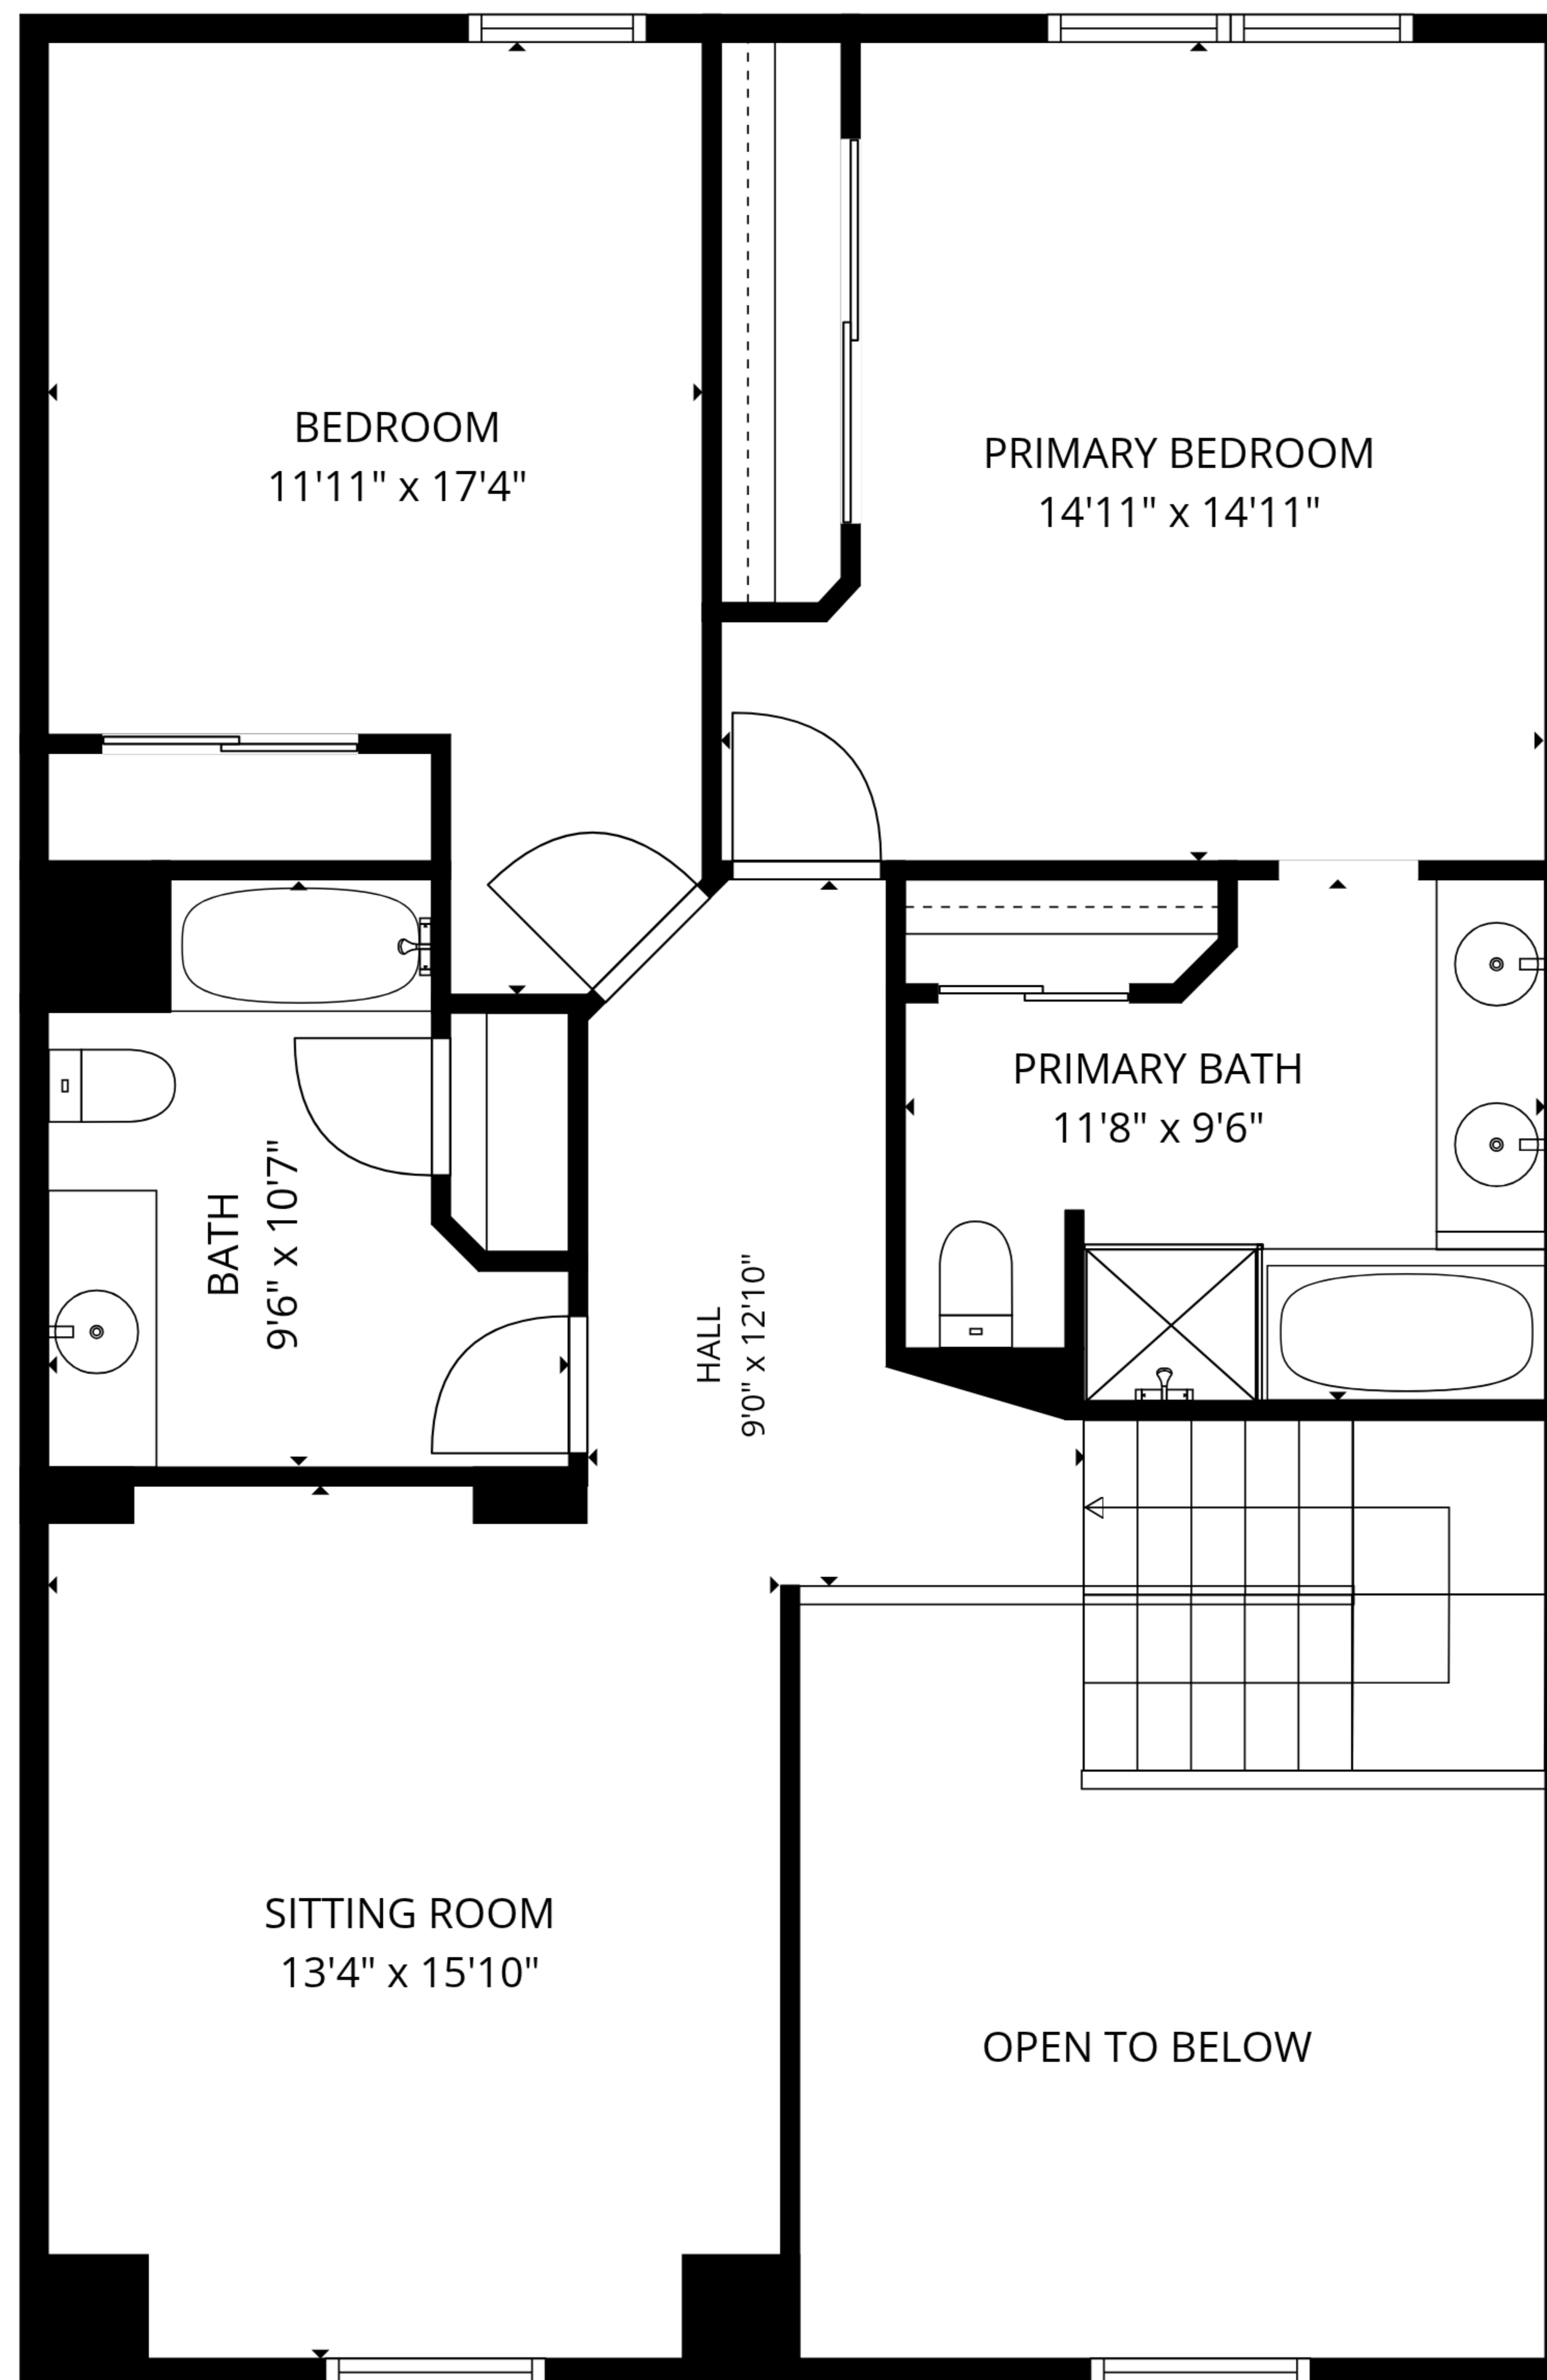 BEDROOM
11'11" x 17'4"
PRIMARY BEDROOM
14'11" x 14'11"
PRIMARY BATH
11'8" x 9'6"
BATH
9'6" x 10'7"
HALL
9'0" x 12'10"
SITTING ROOM
13'4" x 15'10"
OPEN TO BELOW